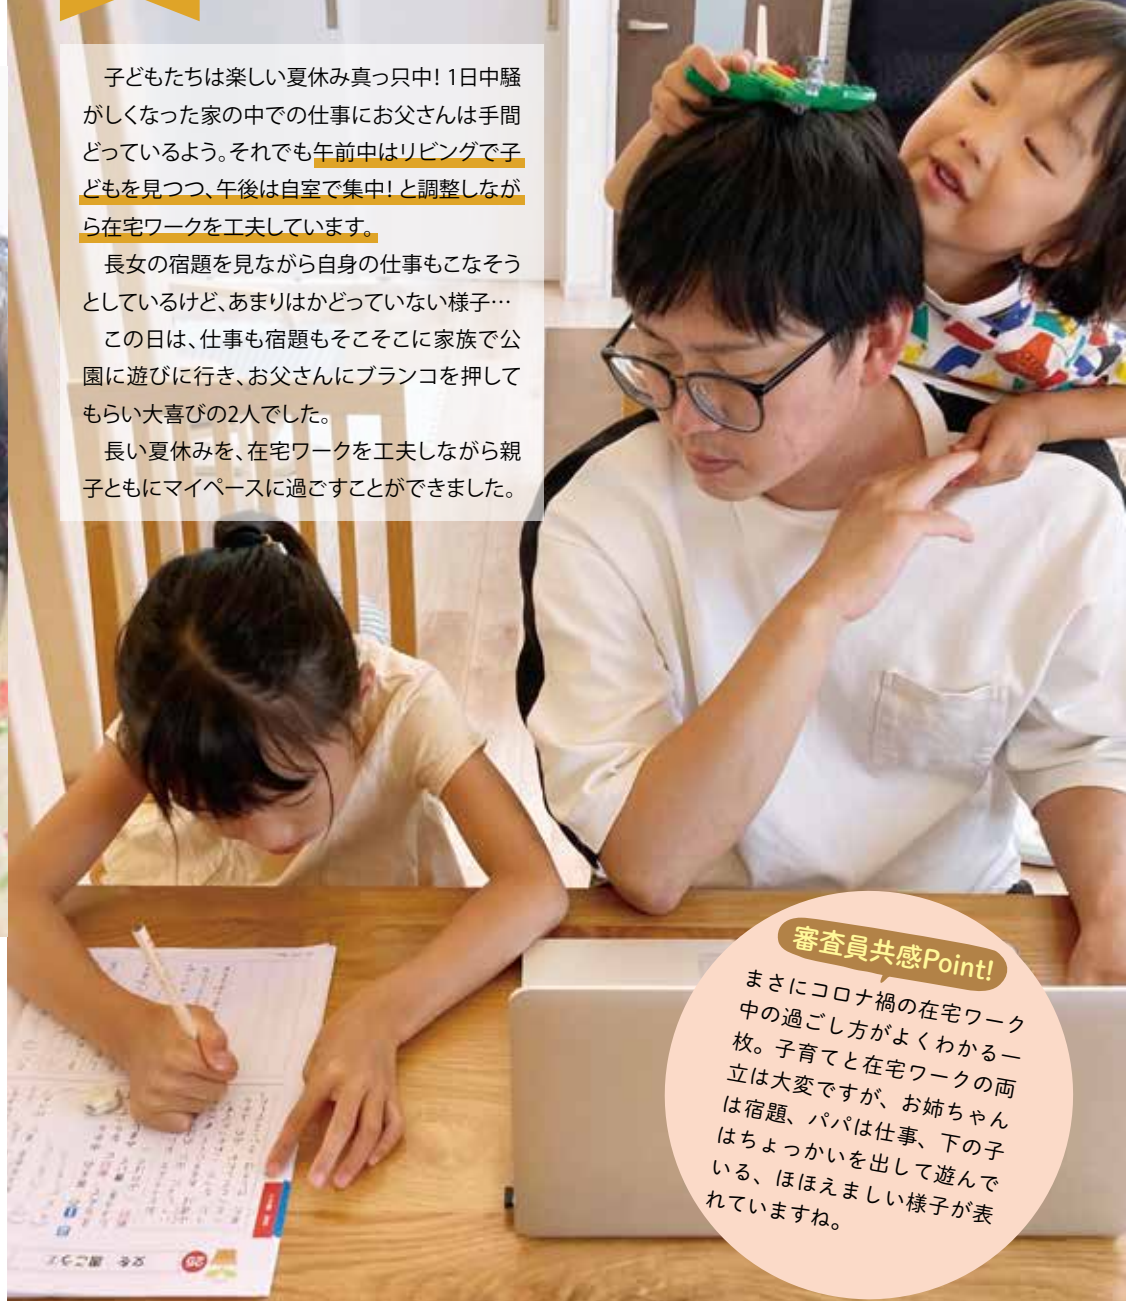 子どもたちは楽しい夏休み真っ只中！1日中騒
がしくなった家の中での仕事にお父さんは手間
どっているよう。それでも午前中はリビングで子
どもを見つつ、午後は自室で集中！と調整しなが
ら在宅ワークを工夫しています。
長女の宿題を見ながら自身の仕事もこなそう
としているけど、あまりはかどっていない様子…
この日は、仕事も宿題もそこそこに家族で公
園に遊びに行き、お父さんにブランコを押して
もらい大喜びの2人でした。
長い夏休みを、在宅ワークを工夫しながら親
子ともにマイペースに過ごすことができました。
審査員共感Point!
まさにコロナ禍の在宅ワーク
中の過ごし方がよくわかる一
枚。子育てと在宅ワークの両
立は大変ですが、お姉ちゃん
は宿題、パパは仕事、下の子
はちょっかいを出して遊んで
いる、ほほえましい様子が表
れていますね。